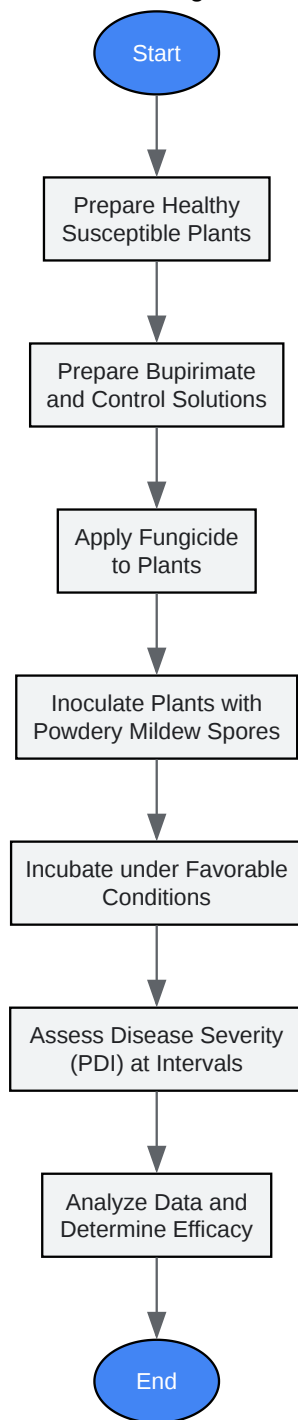 Start
Prepare Healthy
Susceptible Plants
Prepare Bupirimate
and Control Solutions
Apply Fungicide
to Plants
Inoculate Plants with
Powdery Mildew Spores
Incubate under Favorable
Conditions
Assess Disease Severity
(PDI) at Intervals
Analyze Data and
Determine Efficacy
End